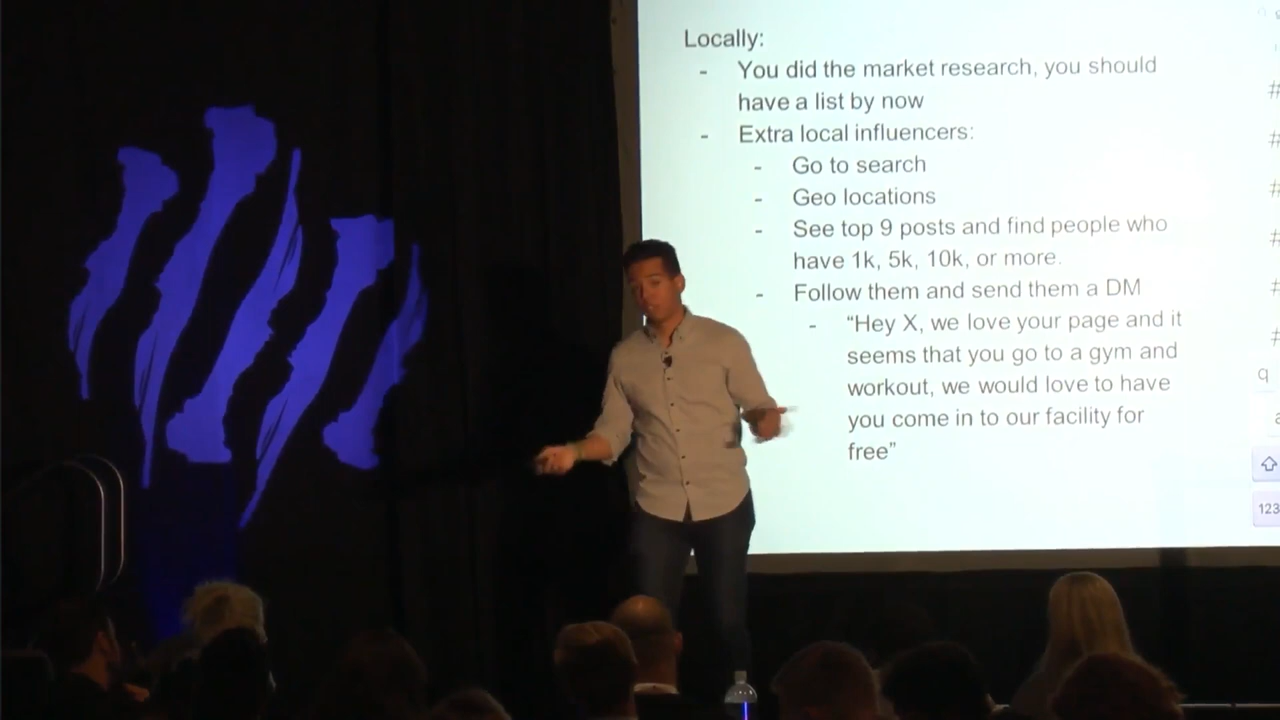 Locally:
- You did the market research, you should
have a list by now
- Extra local influencers:
- Go to search
- Geo locations
- See top 9 posts and find people who
have 1k, 5k, 10k, or more.
- Follow them and send them a DM
- “Hey X, we love your page and it
seems that you go to a gym and
workout, we would love to have
you come in to our facility for
free”
#
#
#
#
#
#
q
a
123